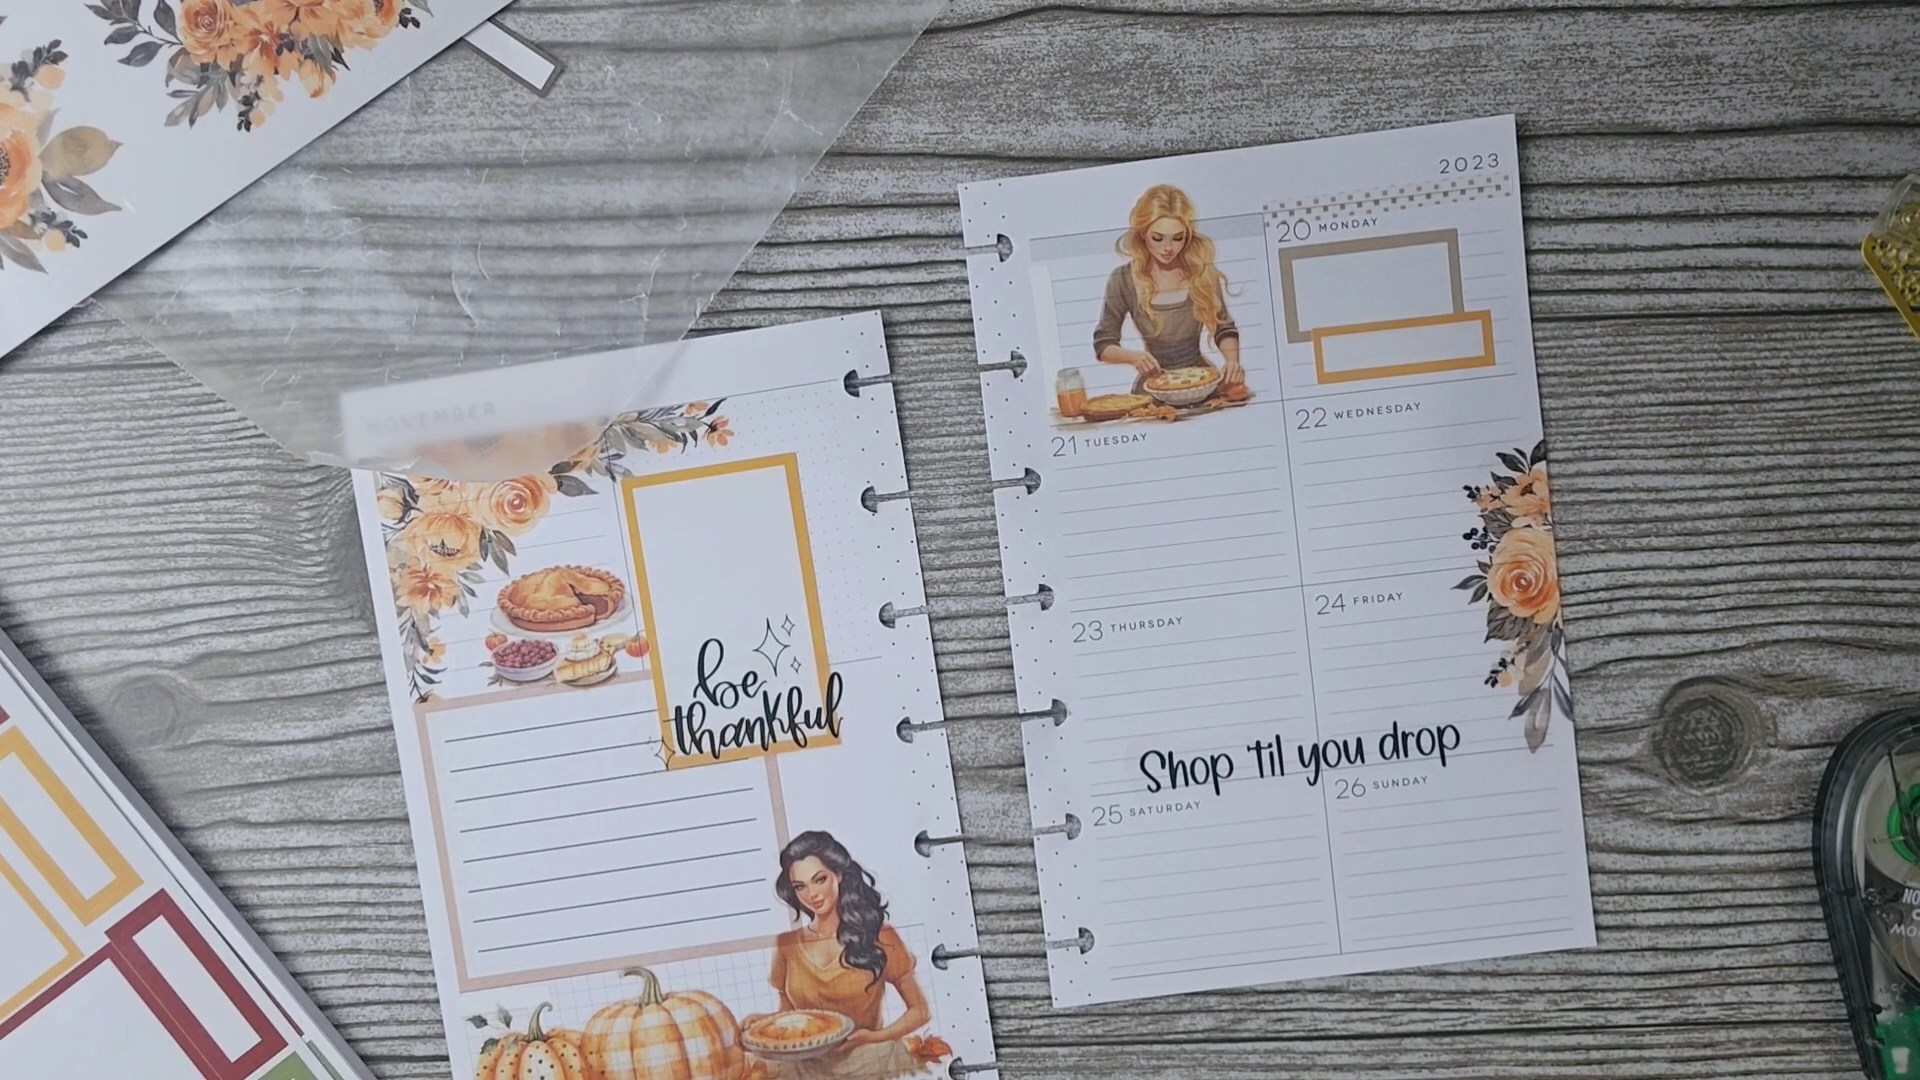 NOVEMBER
be
thankful
2023
20 MONDAY
21 TUESDAY
22 WEDNESDAY
23 THURSDAY
24 FRIDAY
Shop 'til you drop
25 SATURDAY
26 SUNDAY